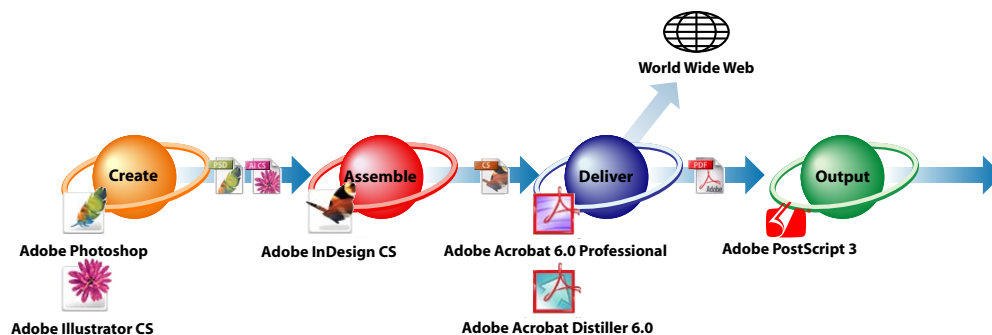 World Wide Web
Create
PSD
AI CS
Assemble
CS
Deliver
PDF
Adobe
Output
Adobe Photoshop
Adobe InDesign CS
Adobe Acrobat 6.0 Professional
Adobe PostScript 3
Adobe Illustrator CS
Adobe Acrobat Distiller 6.0